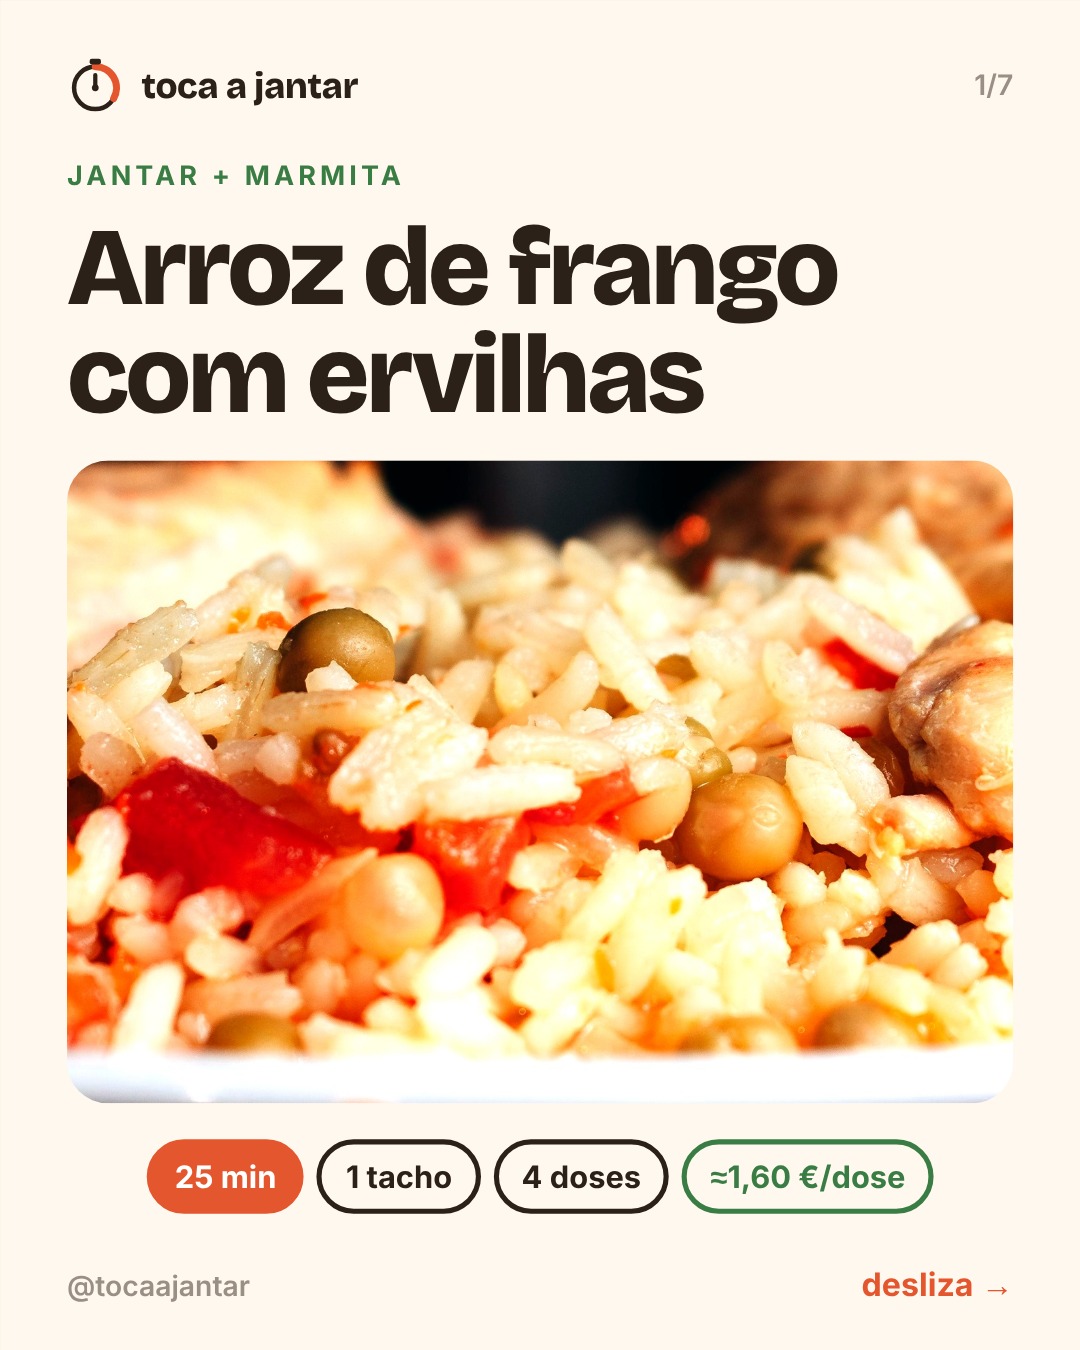 toca a jantar
1/7
JANTAR + MARMITA
Arroz de frango
com ervilhas
25 min
1 tacho
4 doses
≈1,60 €/dose
@tocaajantar
desliza →